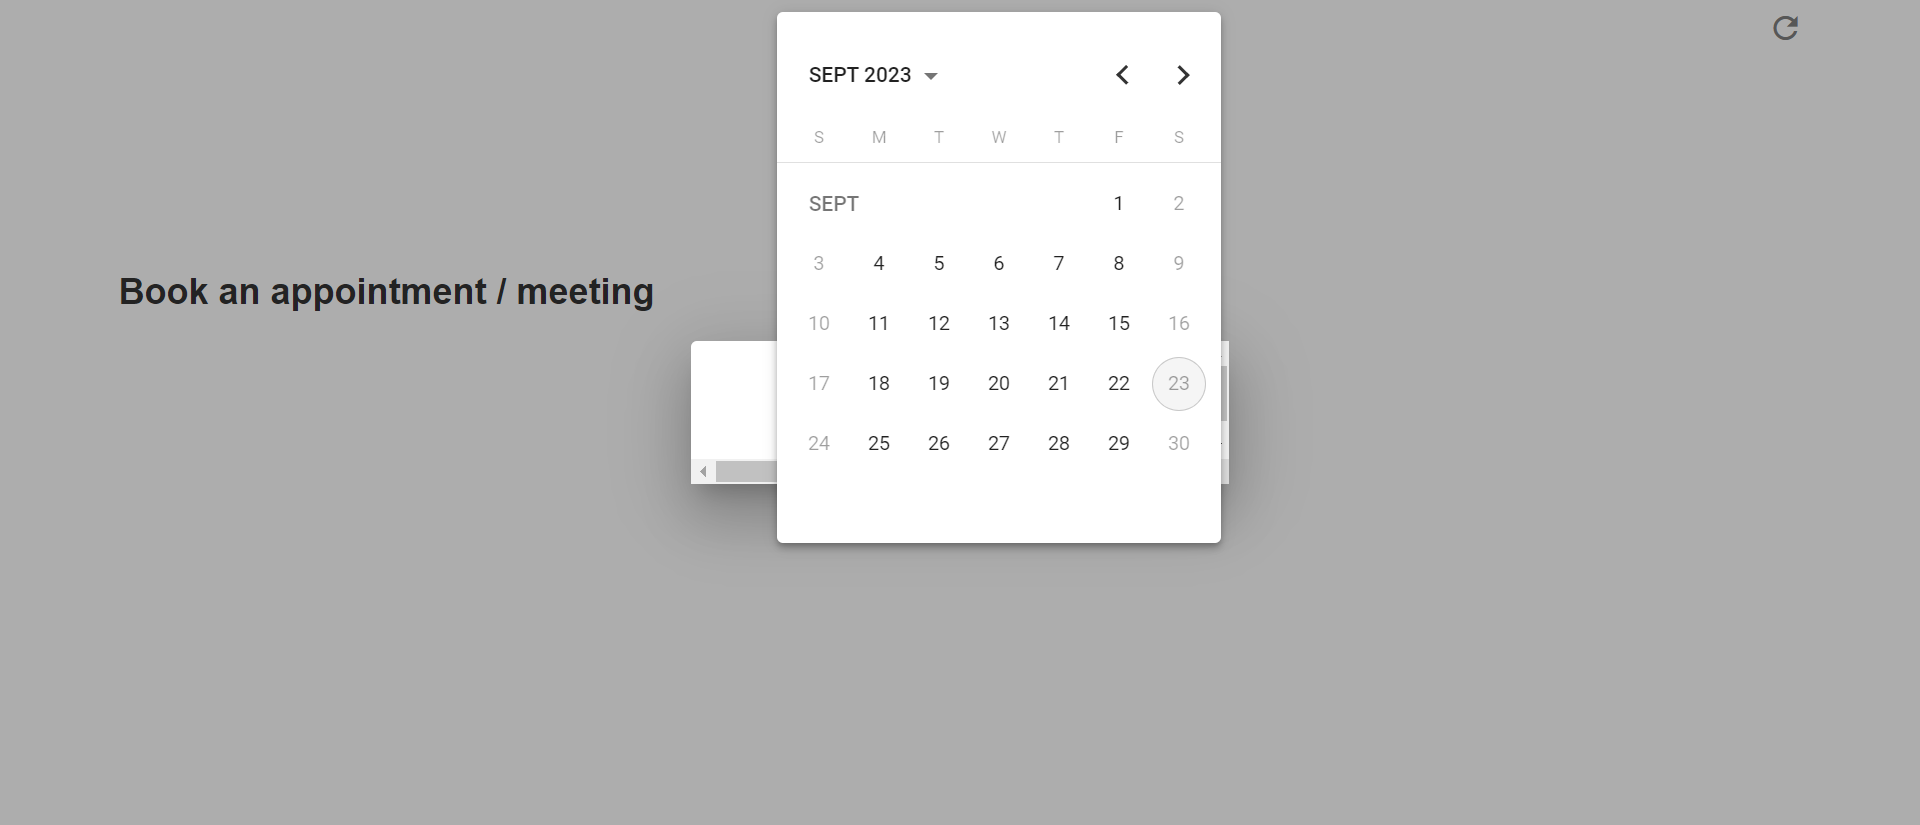 SEPT 2023
S M T W T F S
SEPT 1 2
3 4 5 6 7 8 9
Book an appointment / meeting
10 11 12 13 14 15 16
17 18 19 20 21 22 23
24 25 26 27 28 29 30